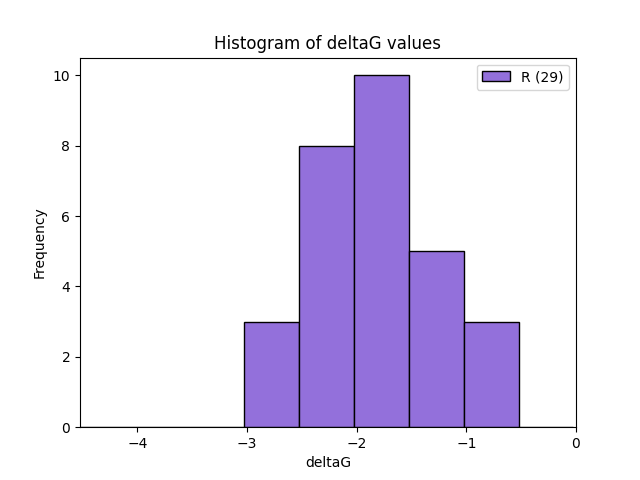 Histogram of deltaG values
R (29)
10
8
6
4
2
0
Frequency
−4
−3
−2
−1
0
deltaG